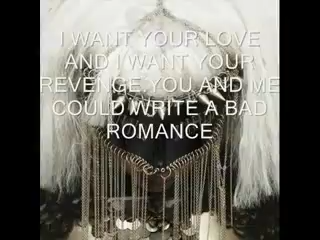 I WANT YOUR LOVE
AND I WANT YOUR
REVENGE YOU AND ME
COULD WRITE A BAD
ROMANCE